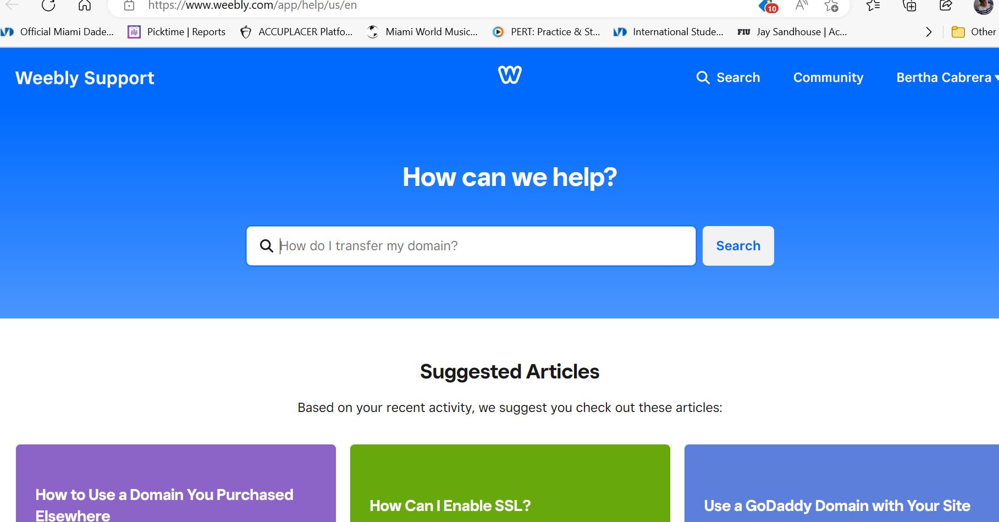 https://www.weebly.com/app/help/us/en
10
Official Miami Dade... Picktime | Reports ACCUPLACER Platfo... Miami World Music... PERT: Practice & St... International Stude... FIU Jay Sandhouse | Ac... Other
Weebly Support
Search Community Bertha Cabrera
How can we help?
How do I transfer my domain? Search
Suggested Articles
Based on your recent activity, we suggest you check out these articles:
How to Use a Domain You Purchased
Elsewhere
How Can I Enable SSL?
Use a GoDaddy Domain with Your Site